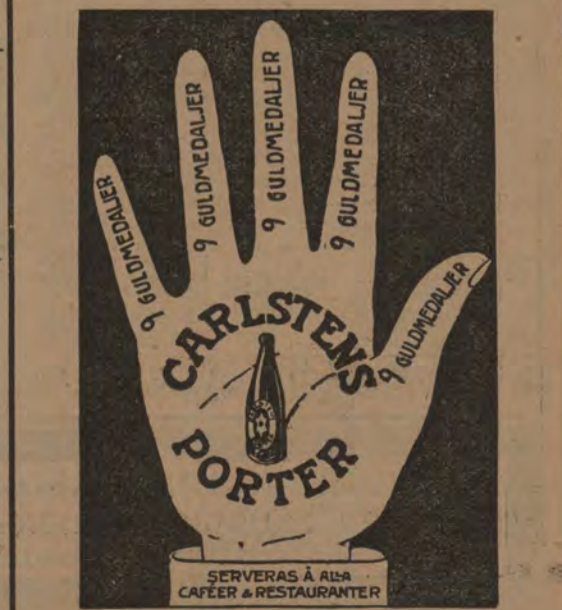 9 GULDMEDALJER
9 GULDMEDALJER
9 GULDMEDALJER
9 GULDMEDALJER
9 GULDMEDALJER
CARLSTENS
PORTER
SERVERAS À ALLA
CAFÉER & RESTAURANTER